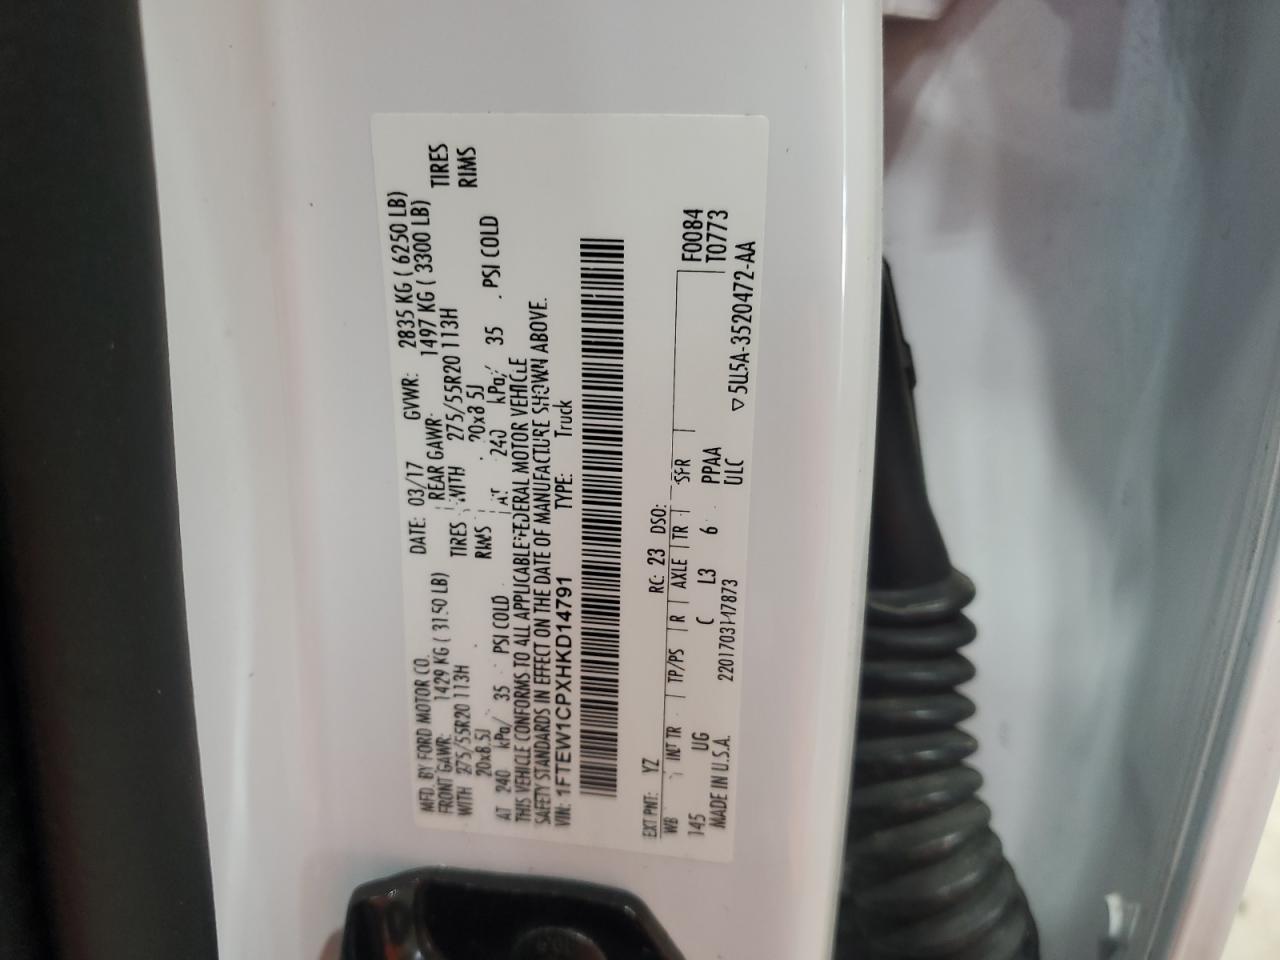 MFD. BY FORD MOTOR CO.
DATE: 03/17 GVWR: 2835 KG ( 6250 LB)
FRONT GAWR: 1429 KG ( 3150 LB) REAR GAWR: 1497 KG ( 3300 LB)
WITH 275/55R20 113H TIRES WITH 275/55R20 113H TIRES
20x8.5J RIMS 20x8.5J RIMS
AT 240 kPa/ 35 PSI COLD AT 240 kPa/ 35 PSI COLD
THIS VEHICLE CONFORMS TO ALL APPLICABLE FEDERAL MOTOR VEHICLE
SAFETY STANDARDS IN EFFECT ON THE DATE OF MANUFACTURE SHOWN ABOVE.
VIN: 1FTEW1CPXHKD14791 TYPE: Truck
EXT PNT: YZ RC: 23 DSO:
WB INT TR TP/PS R AXLE TR SPR F0084
145 UG C L3 6 PPAA T0773
MADE IN U.S.A. ULC
▽5U5A-3520472-AA